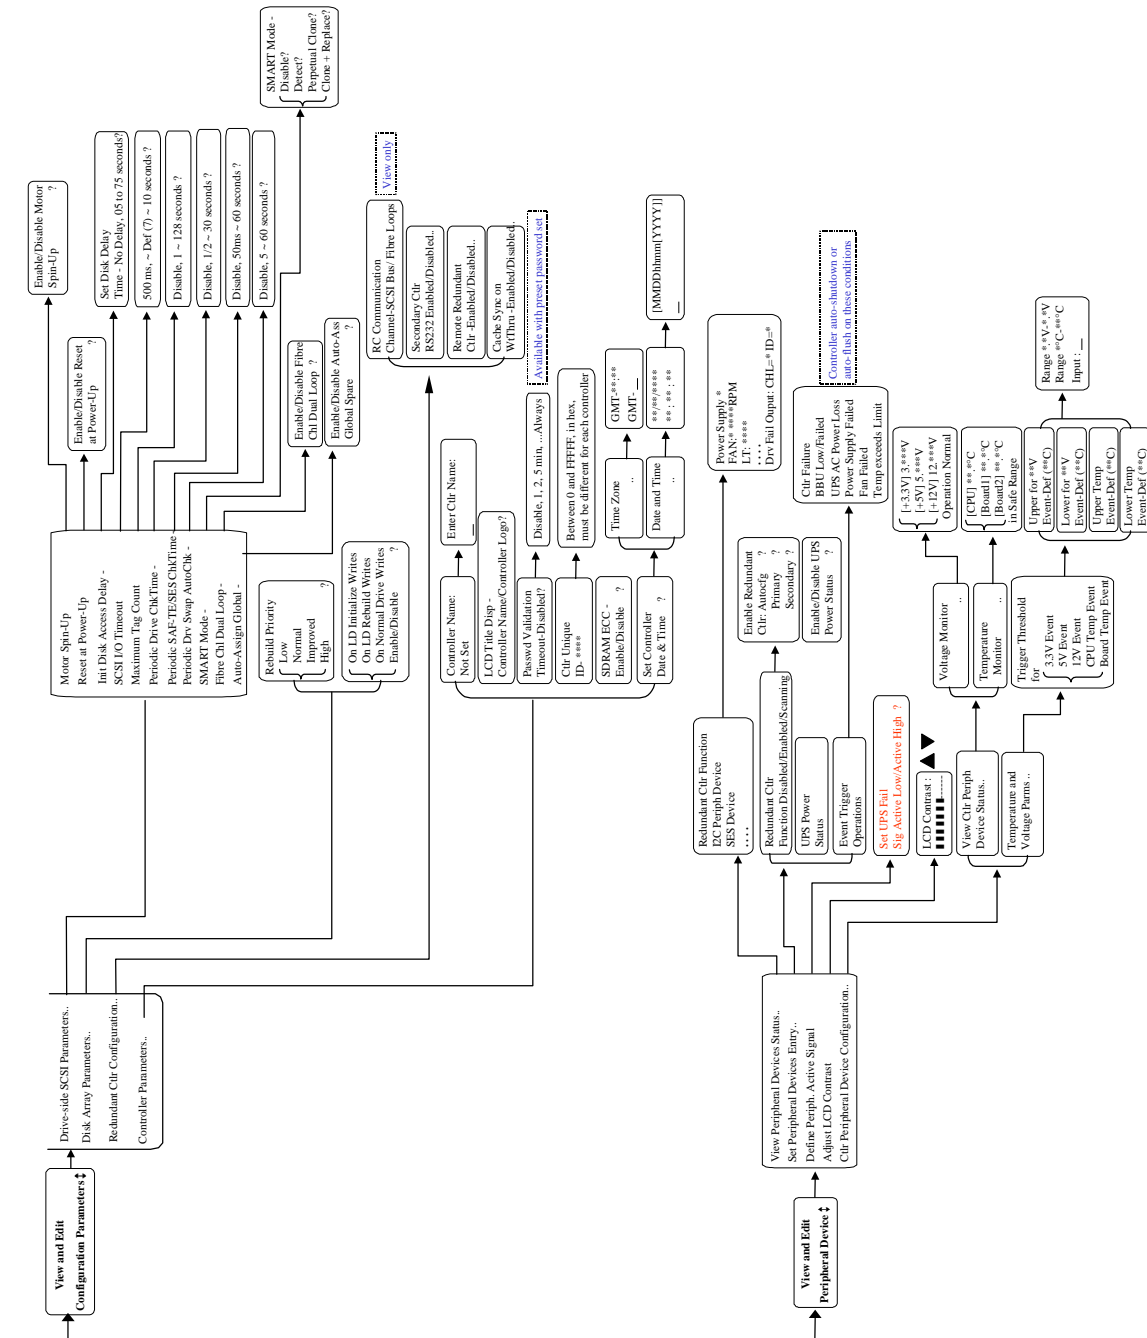 View and Edit
Configuration Parameters
Drive-side SCSI Parameters..
Disk Array Parameters..
Redundant Ctlr Configuration..
Controller Parameters..
Motor Spin-Up
Reset at Power-Up
Init Disk Access Delay -
SCSI I/O Timeout
Maximum Tag Count
Periodic Drive ChkTime -
Periodic SAF-TE/SES ChkTime-
Periodic Drv Swap AutoChk -
SMART Mode -
Fibre Chl Dual Loop -
Auto-Assign Global -
Enable/Disable Motor
Spin-Up ?
Enable/Disable Reset
at Power-Up ?
Set Disk Delay
Time - No Delay, 05 to 75 seconds?
500 ms, ~ Def (7) ~ 10 seconds ?
Disable, 1 ~ 128 seconds ?
Disable, 1/2 ~ 30 seconds ?
Disable, 50ms ~ 60 seconds ?
Disable, 5 ~ 60 seconds ?
SMART Mode -
Disable?
Detect?
Perpetual Clone?
Clone + Replace?
Enable/Disable Fibre
Chl Dual Loop ?
Enable/Disable Auto-Ass
Global Spare ?
Rebuild Priority
Low
Normal
Improved
High ?
On LD Initialize Writes
On LD Rebuild Writes
On Normal Drive Writes
Enable/Disable ?
RC Communication
Channel-SCSI Bus/ Fibre Loops
View only
Secondary Ctlr
RS232 Enabled/Disabled..
Remote Redundant
Ctlr -Enabled/Disabled..
Cache Sync on
WtThru -Enabled/Disabled..
Controller Name:
Not Set
Enter Ctlr Name:
__
LCD Title Disp -
Controller Name/Controller Logo?
Passwd Validation
Timeout-Disabled?
Disable, 1, 2, 5 min, ...Always
Available with preset password set
Ctlr Unique
ID- ****
Between 0 and FFFFF, in hex,
must be different for each controller
SDRAM ECC -
Enable/Disable ?
Set Controller
Date & Time ?
Time Zone
..
GMT-**:**
GMT- __
Date and Time
..
**/**/****
** : ** : **
[MMDDhhmm[YYYY]]
__
View and Edit
Peripheral Device
View Peripheral Devices Status..
Set Peripheral Devices Entry..
Define Periph. Active Signal
Adjust LCD Contrast
Ctlr Peripheral Device Configuration..
Redundant Ctlr Function
I2C Periph Device
SES Device
. . . .
Power Supply *
FAN:* ****RPM
LT: ****
. . . .
Drv Fail Ouput: CHL=* ID=*
Redundant Ctlr
Function Disabled/Enabled/Scanning
Enable Redundant
Ctlr: Autocfg ?
Primary ?
Secondary ?
UPS Power
Status
Enable/Disable UPS
Power Status ?
Event Trigger
Operations
Ctlr Failure
BBU Low/Failed
UPS AC Power Loss
Power Supply Failed
Fan Failed
Temp exceeds Limit
Controller auto-shutdown or
auto-flush on these conditions
Set UPS Fail
Sig Active Low/Active High ?
LCD Contrast :
View Ctlr Periph
Device Status..
Voltage Monitor
..
[+3.3V] 3.***V
[+5V] 5.***V
[+12V] 12.***V
Operation Normal
Temperature
Monitor ..
[CPU] **.*°C
[Board1] **.*°C
[Board2] **.*°C
in Safe Range
Temperature and
Voltage Parms ..
Trigger Threshold
for
3.3V Event
5V Event
12V Event
CPU Temp Event
Board Temp Event
Upper for **V
Event-Def (**C)
Lower for **V
Event-Def (**C)
Upper Temp
Event-Def (**C)
Lower Temp
Event-Def (**C)
Range *.*V-*.*V
Range *°C-**°C
Input : __